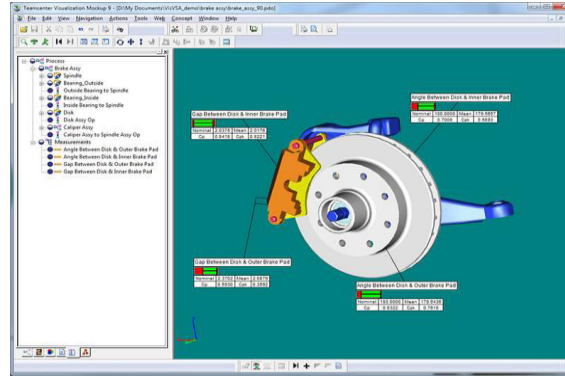 Teamcenter Visualization Mockup 9 - [D:\My Documents\VisVSA_demo\brake assy\brake_assy_90.pdo]
File Edit View Navigation Actions Tools Web Concept Window Help
Process
Brake Assy
Spindle
Bearing_Outside
Outside Bearing to Spindle
Bearing_Inside
Inside Bearing to Spindle
Disk
Disk Assy Op
Caliper Assy
Caliper Assy to Spindle Assy Op
Measurements
Angle Between Disk & Outer Brake Pad
Angle Between Disk & Inner Brake Pad
Gap Between Disk & Outer Brake Pad
Gap Between Disk & Inner Brake Pad
Angle Between Disk & Inner Brake Pad
Nominal Mean
Cp Cpk
Gap Between Disk & Inner Brake Pad
Nominal Mean
Cp Cpk
Gap Between Disk & Outer Brake Pad
Nominal Mean
Cp Cpk
Angle Between Disk & Outer Brake Pad
Nominal Mean
Cp Cpk